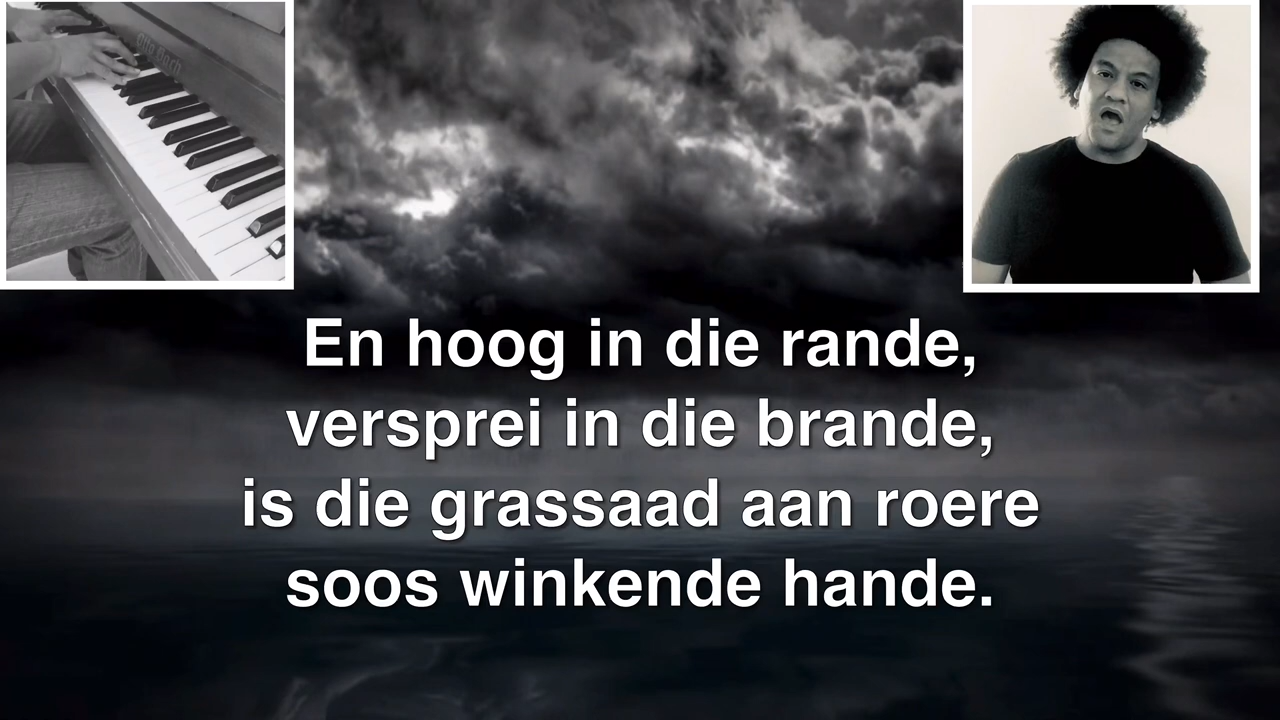 En hoog in die rande,
versprei in die brande,
is die grassaad aan roere
soos winkende hande.